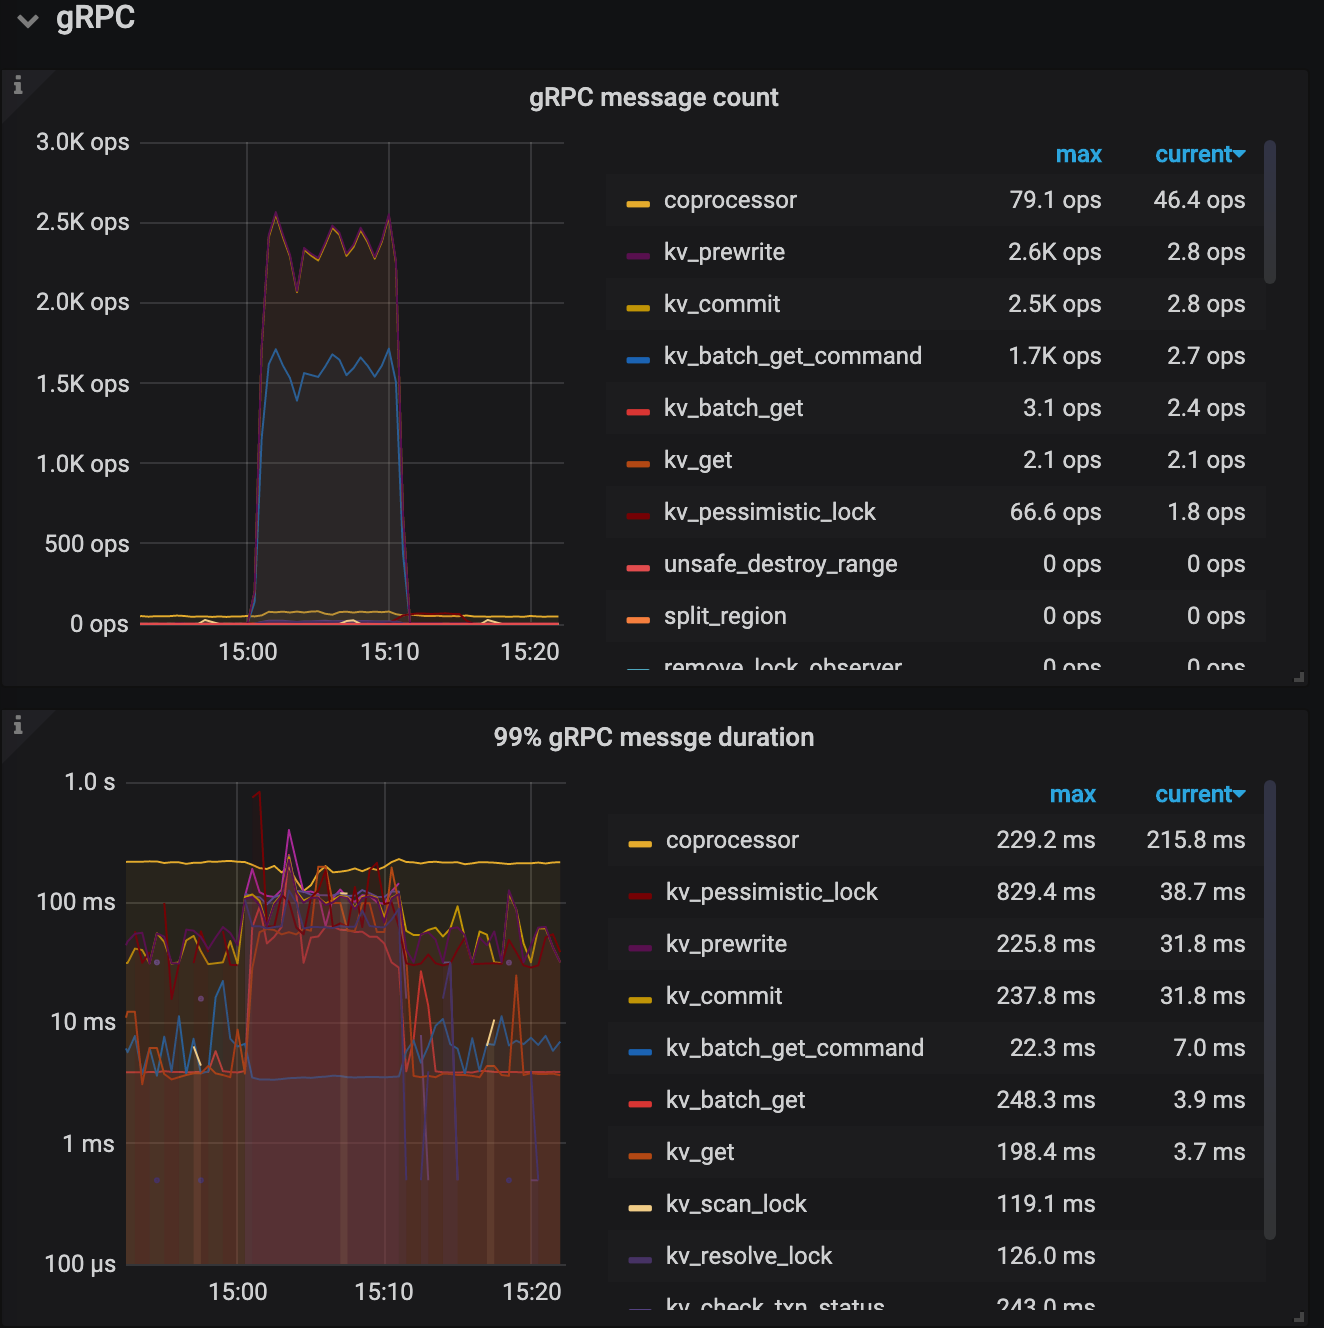 gRPC
gRPC message count
3.0K ops
2.5K ops
2.0K ops
1.5K ops
1.0K ops
500 ops
0 ops
15:00 15:10 15:20
max current
coprocessor 79.1 ops 46.4 ops
kv_prewrite 2.6K ops 2.8 ops
kv_commit 2.5K ops 2.8 ops
kv_batch_get_command 1.7K ops 2.7 ops
kv_batch_get 3.1 ops 2.4 ops
kv_get 2.1 ops 2.1 ops
kv_pessimistic_lock 66.6 ops 1.8 ops
unsafe_destroy_range 0 ops 0 ops
split_region 0 ops 0 ops
remove_lock_observer 0 ops 0 ops
99% gRPC messge duration
1.0 s
100 ms
10 ms
1 ms
100 µs
15:00 15:10 15:20
max current
coprocessor 229.2 ms 215.8 ms
kv_pessimistic_lock 829.4 ms 38.7 ms
kv_prewrite 225.8 ms 31.8 ms
kv_commit 237.8 ms 31.8 ms
kv_batch_get_command 22.3 ms 7.0 ms
kv_batch_get 248.3 ms 3.9 ms
kv_get 198.4 ms 3.7 ms
kv_scan_lock 119.1 ms
kv_resolve_lock 126.0 ms
kv_check_txn_status 243.0 ms